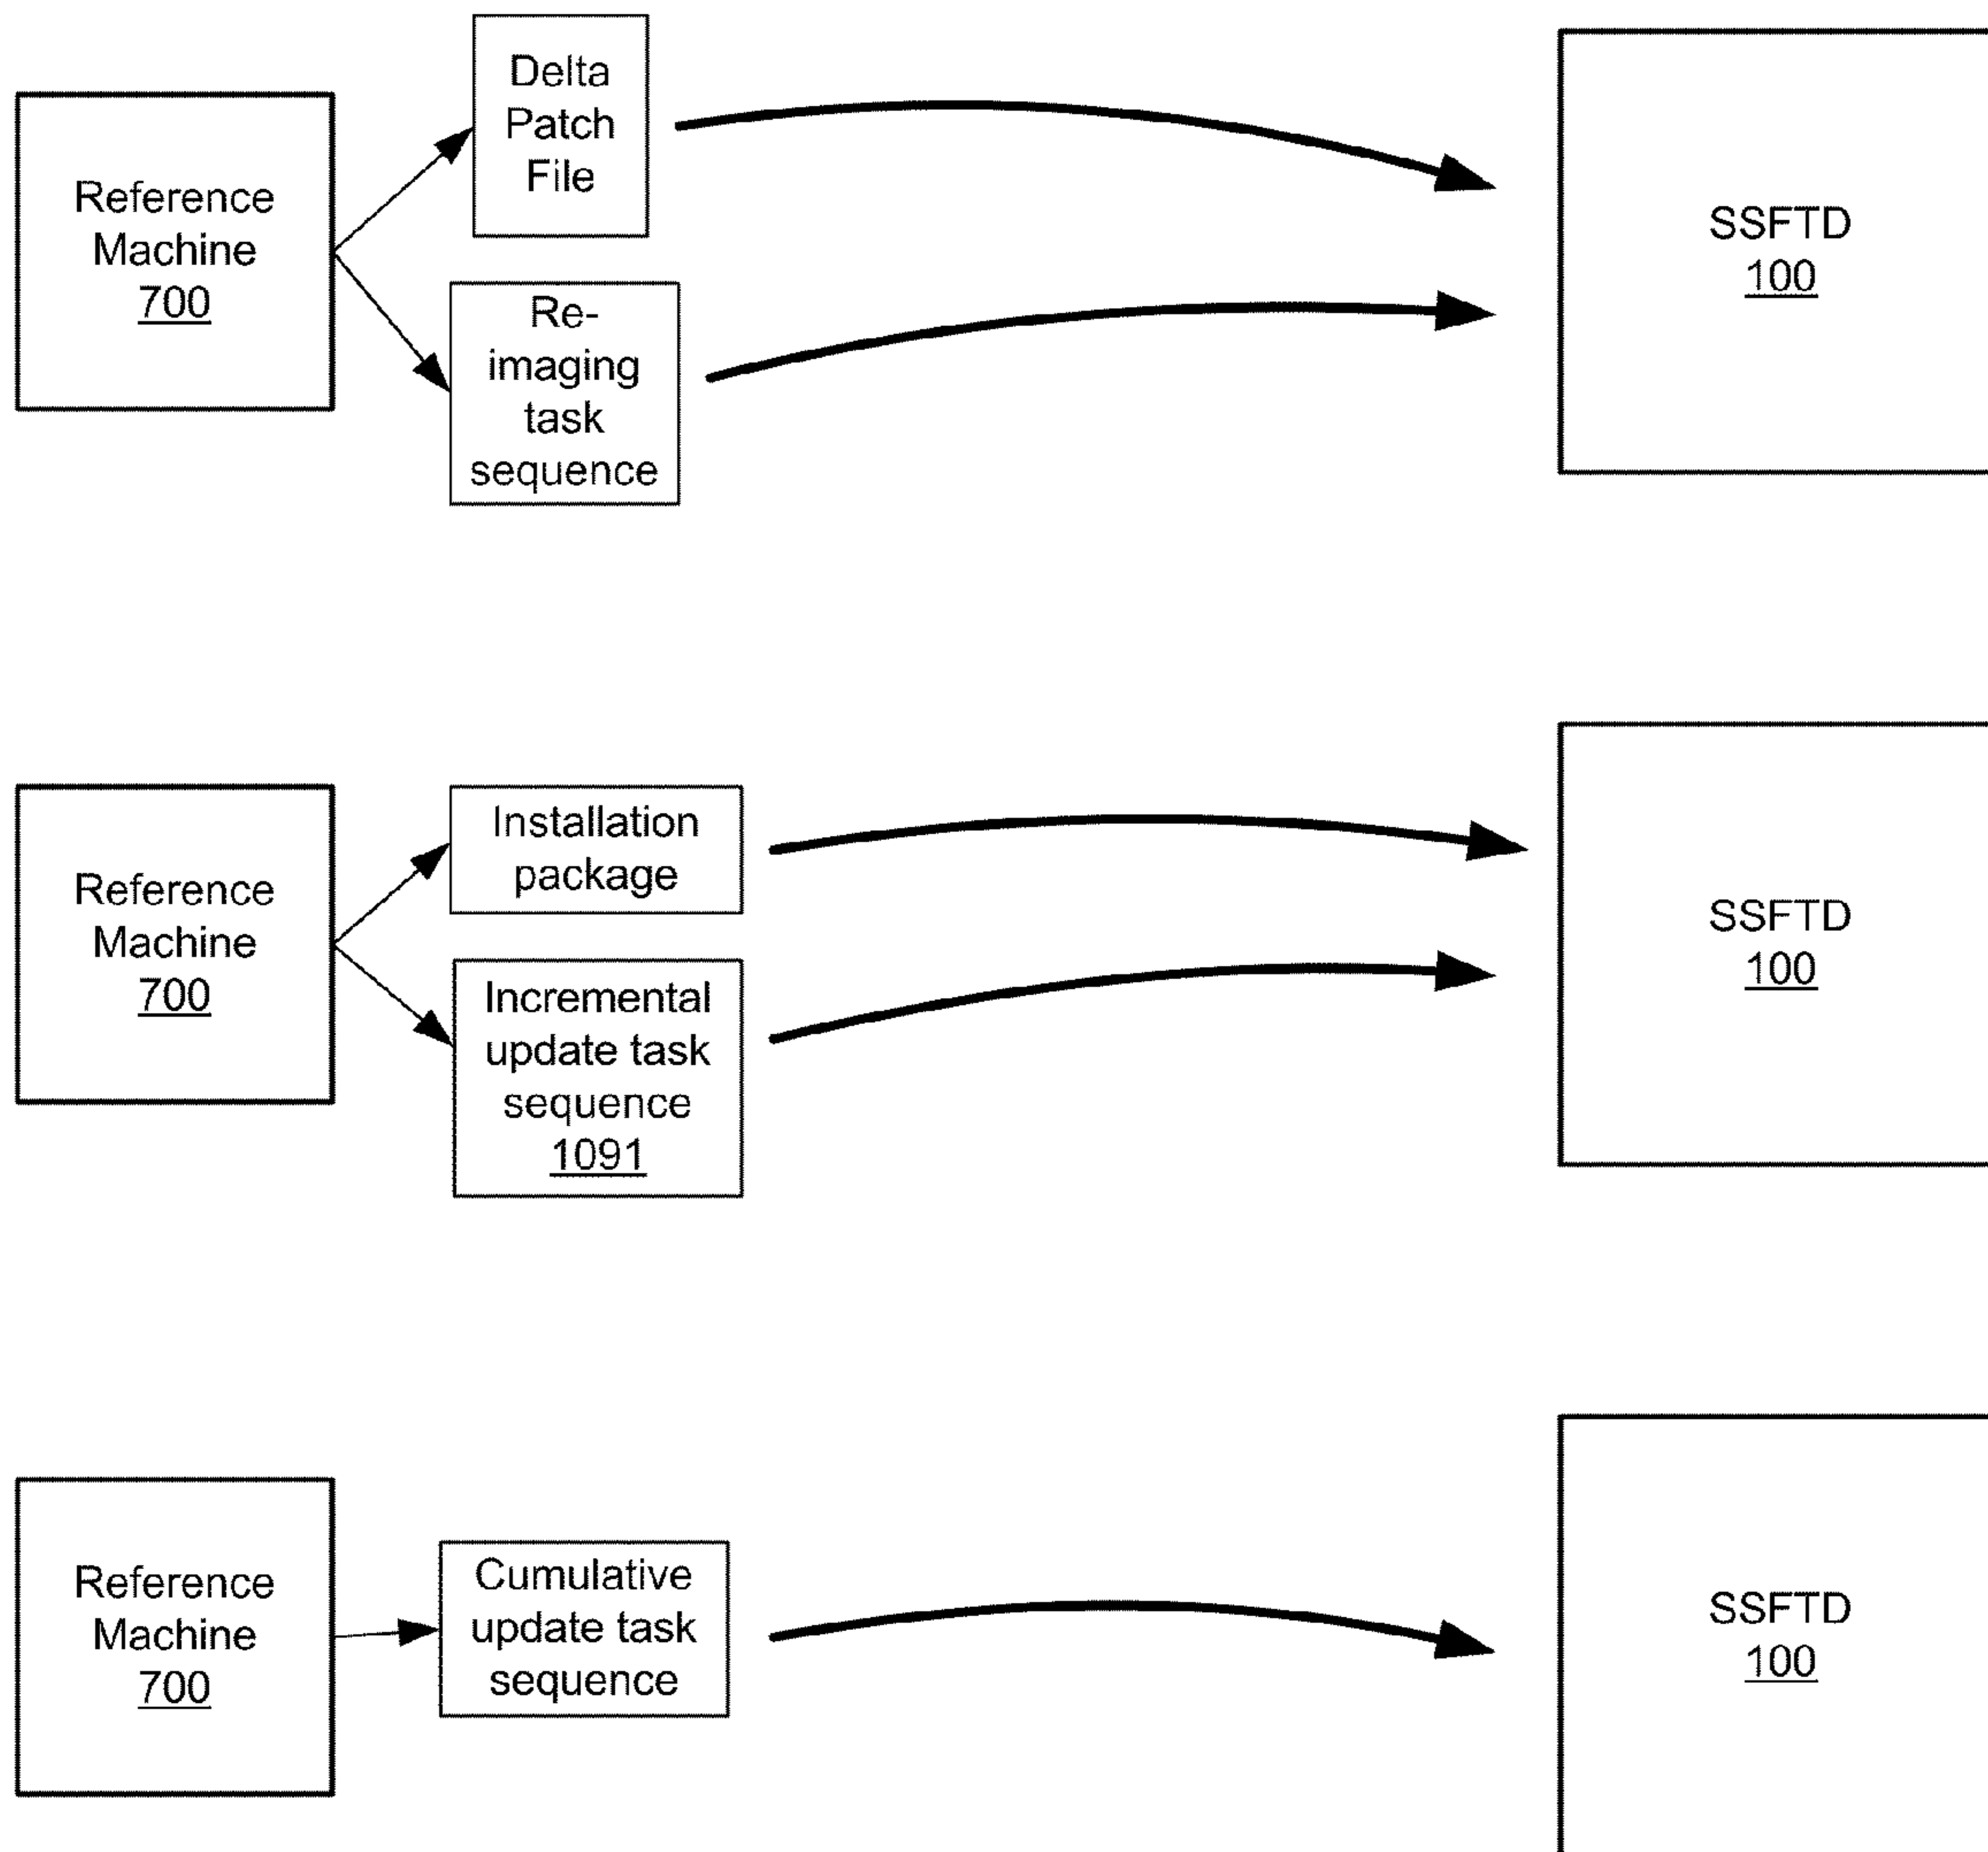 Delta
Patch
File
Reference
Machine
700
Re-
imaging
task
sequence
SSFTD
100
Reference
Machine
700
Installation
package
Incremental
update task
sequence
1091
SSFTD
100
Reference
Machine
700
Cumulative
update task
sequence
SSFTD
100